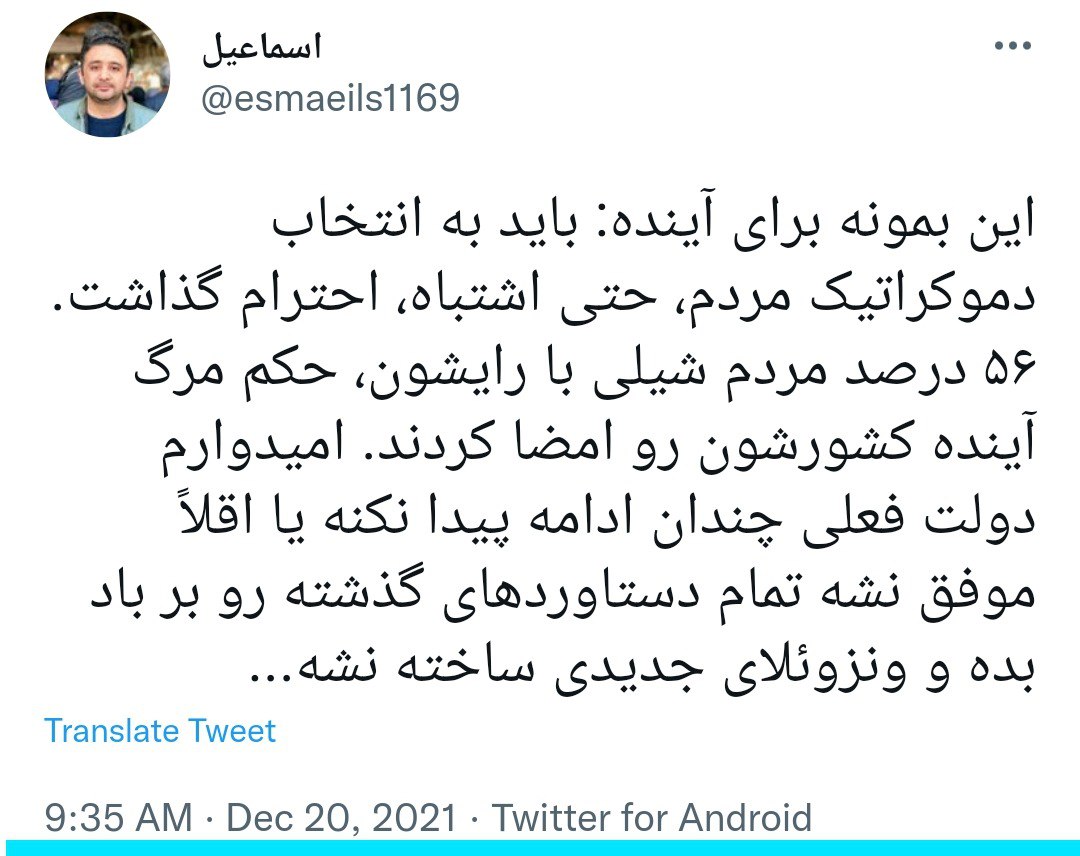 اسماعیل
@esmaeils1169
این بمونه برای آینده: باید به انتخاب
دموکراتیک مردم، حتی اشتباه، احترام گذاشت.
۵۶ درصد مردم شیلی با رایشون، حکم مرگ
آینده کشورشون رو امضا کردند. امیدوارم
دولت فعلی چندان ادامه پیدا نکنه یا اقلاً
موفق نشه تمام دستاوردهای گذشته رو بر باد
بده و ونزوئلای جدیدی ساخته نشه...
Translate Tweet
9:35 AM · Dec 20, 2021 · Twitter for Android